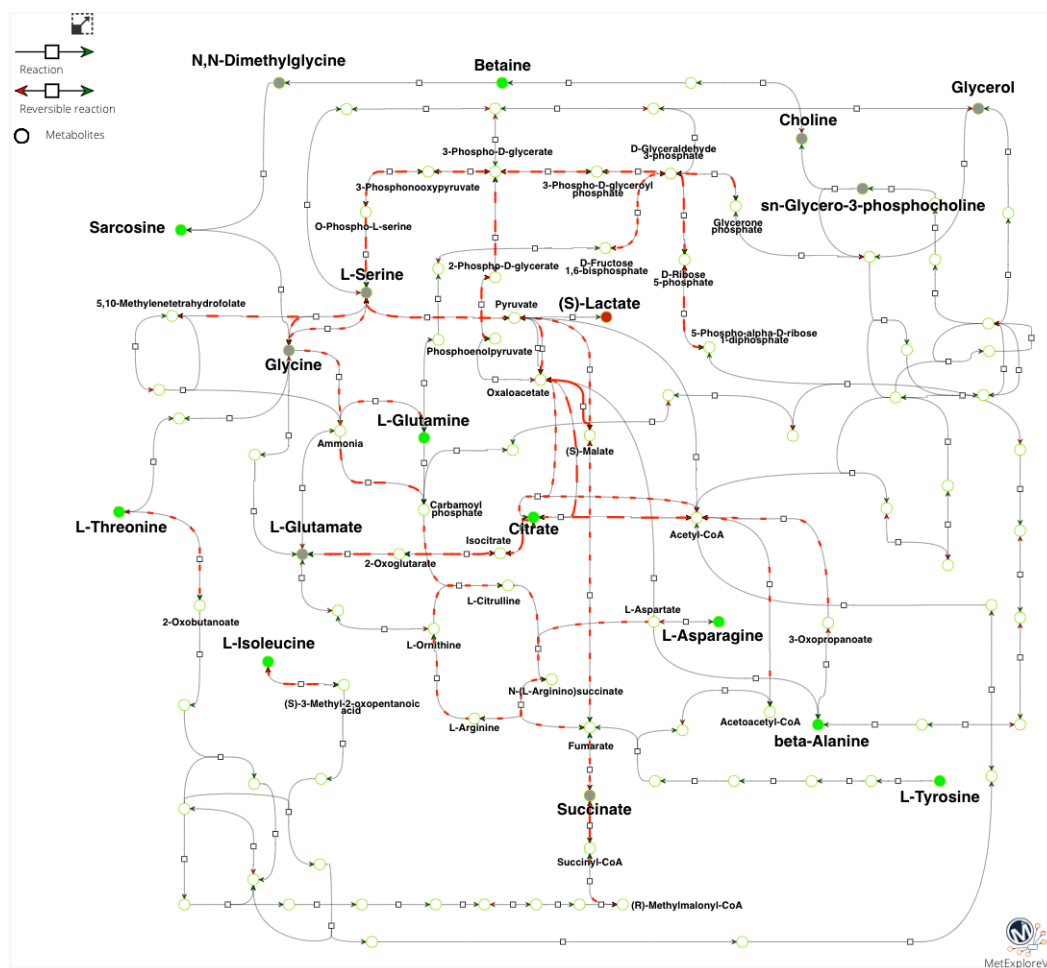 N,N-Dimethylglycine
Betaine
Glycerol
Reaction
Reversible reaction
Metabolites
Choline
3-Phospho-D-glycerate
D-Glyceraldehyde
3-phosphate
3-Phosphonooxypyruvate
3-Phospho-D-glyceroyl
phosphate
sn-Glycero-3-phosphocholine
O-Phospho-L-serine
Glycerone
phosphate
Sarcosine
L-Serine
2-Phospho-D-glycerate
D-Fructose
1,6-bisphosphate
D-Ribose
5-phosphate
5,10-Methylenetetrahydrofolate
Pyruvate
(S)-Lactate
5-Phospho-alpha-D-ribose
1-diphosphate
Glycine
Phosphoenolpyruvate
Oxaloacetate
L-Glutamine
Ammonia
(S)-Malate
L-Threonine
L-Glutamate
Carbamoyl
phosphate
Citrate
Acetyl-CoA
Isocitrate
2-Oxoglutarate
L-Citrulline
2-Oxobutanoate
L-Aspartate
L-Asparagine
3-Oxopropanoate
L-Isoleucine
L-Ornithine
(S)-3-Methyl-2-oxopentanoic
acid
N-(L-Arginino)succinate
L-Arginine
Acetoacetyl-CoA
Fumarate
beta-Alanine
L-Tyrosine
Succinate
Succinyl-CoA
(R)-Methylmalonyl-CoA
M
MetExploreV